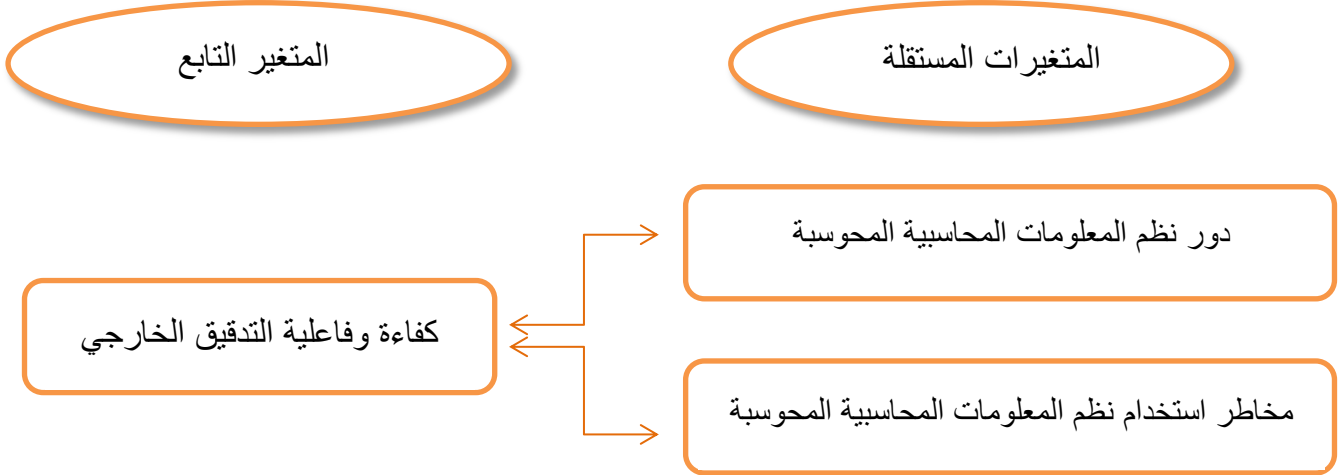 المتغيرات المستقلة
المتغير التابع
دور نظم المعلومات المحاسبية المحوسبة
كفاءة وفاعلية التدقيق الخارجي
مخاطر استخدام نظم المعلومات المحاسبية المحوسبة